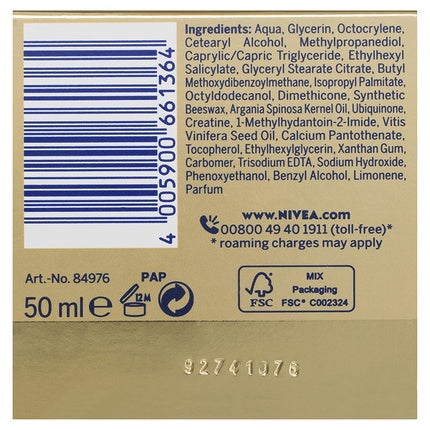 Ingredients: Aqua, Glycerin, Octocrylene,
Cetearyl Alcohol, Methylpropanediol,
Caprylic/Capric Triglyceride, Ethylhexyl
Salicylate, Glyceryl Stearate Citrate, Butyl
Methoxydibenzoylmethane, Isopropyl Palmitate,
Octyldodecanol, Dimethicone, Synthetic
Beeswax, Argania Spinosa Kernel Oil, Ubiquinone,
Creatine, 1-Methylhydantoin-2-Imide, Vitis
Vinifera Seed Oil, Calcium Pantothenate,
Tocopherol, Ethylhexylglycerin, Xanthan Gum,
Carbomer, Trisodium EDTA, Sodium Hydroxide,
Phenoxyethanol, Benzyl Alcohol, Limonene,
Parfum
4 005900 661364
www.NIVEA.com
00800 49 40 1911 (toll-free)*
* roaming charges may apply
Art.-No. 84976
PAP
50 ml e
12M
FSC
MIX
Packaging
FSC® C002324
92741076